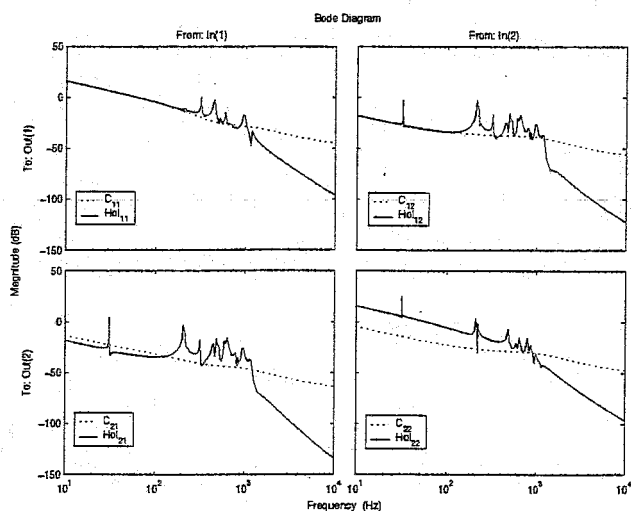 Bode Diagram
From: In(1)
From: In(2)
50
0
-50
-100
-150
To: Out(1)
C11
Hol11
C12
Hol12
Magnitude (dB)
50
0
-50
-100
-150
To: Out(2)
C21
Hol21
C22
Hol22
10^1
10^2
10^3
10^4
10^1
10^2
10^3
10^4
Frequency (Hz)